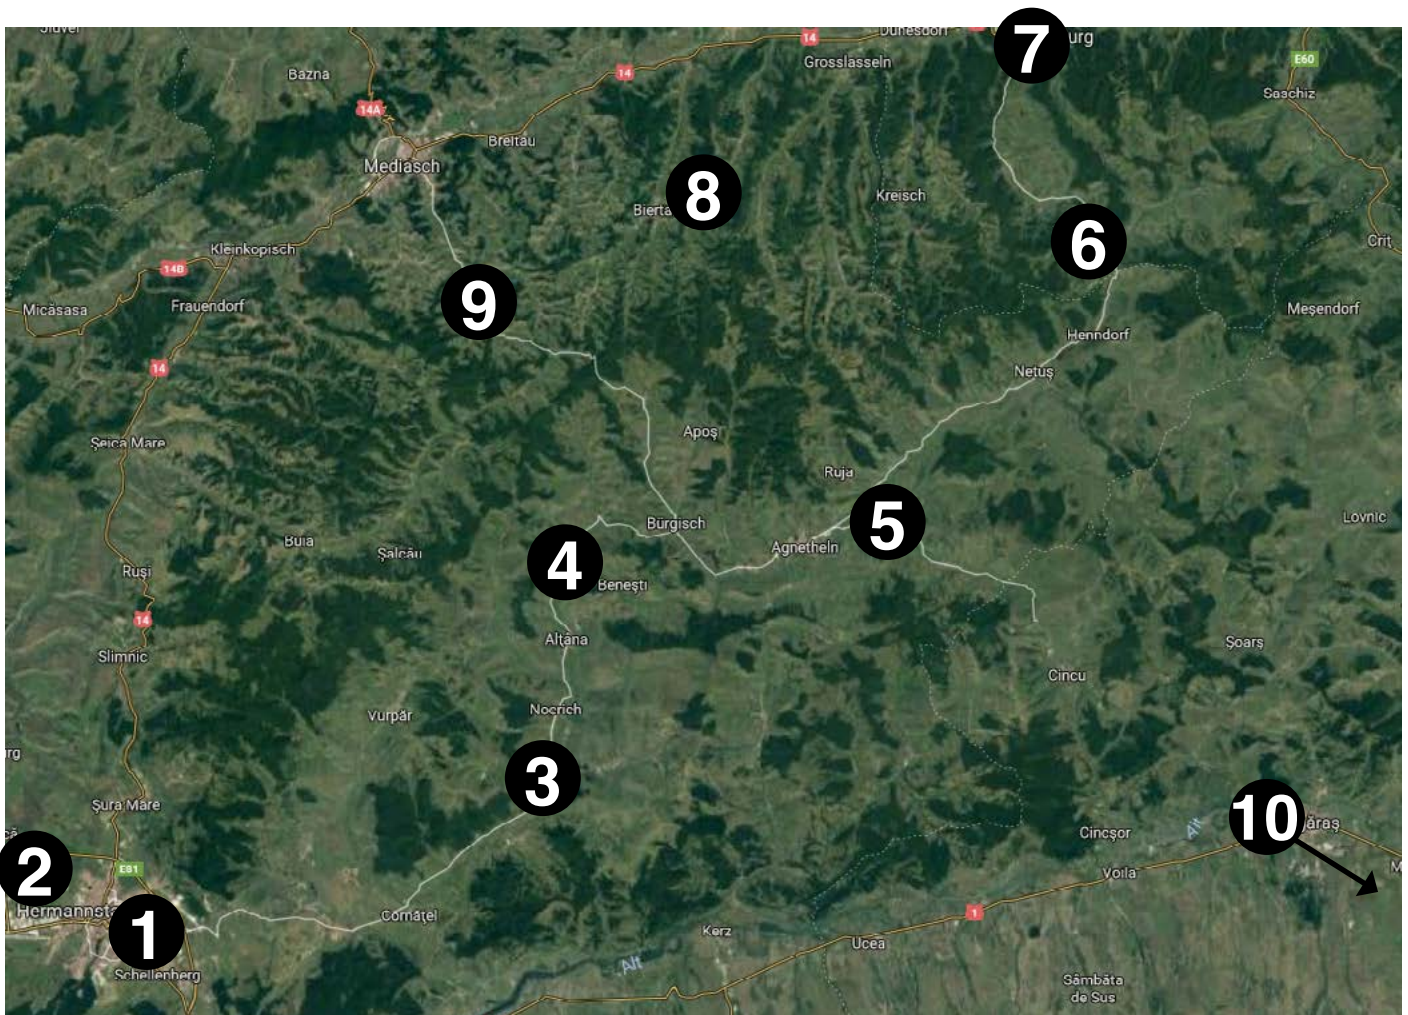 7
urg
14
Dunesdorf
Grosslasseln
E60
Bazna
14
Saschiz
14A
Breitau
Mediasch
8
Kreisch
6
Crit
Kleinkopisch
14B
9
Micăsasa
Frauendorf
Meşendorf
Henndorf
14
Netuş
Apoş
Şeica Mare
Ruja
5
Lovnic
Bürgisch
Agnetheln
Buia
Şalcău
4
Beneşti
Ruşi
14
Alţâna
Şoarş
Slimnic
Cincu
Nocrich
Vurpăr
3
Şura Mare
10
ăraş
Cincşor
Alt
2
E81
Voila
1
Cornăţel
1
Kerz
Ucea
Schellenberg
Alt
Sâmbăta
de Sus